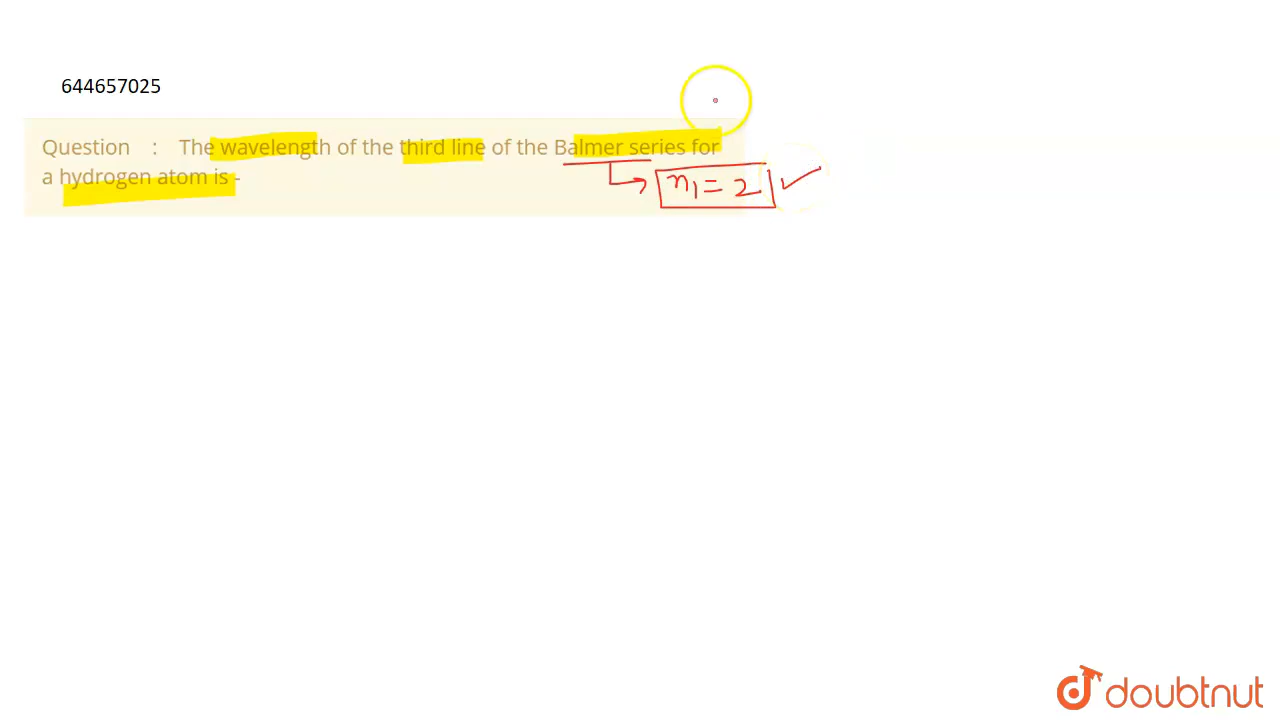 644657025
Question : The wavelength of the third line of the Balmer series for
a hydrogen atom is -
n₁ = 2
doubtnut